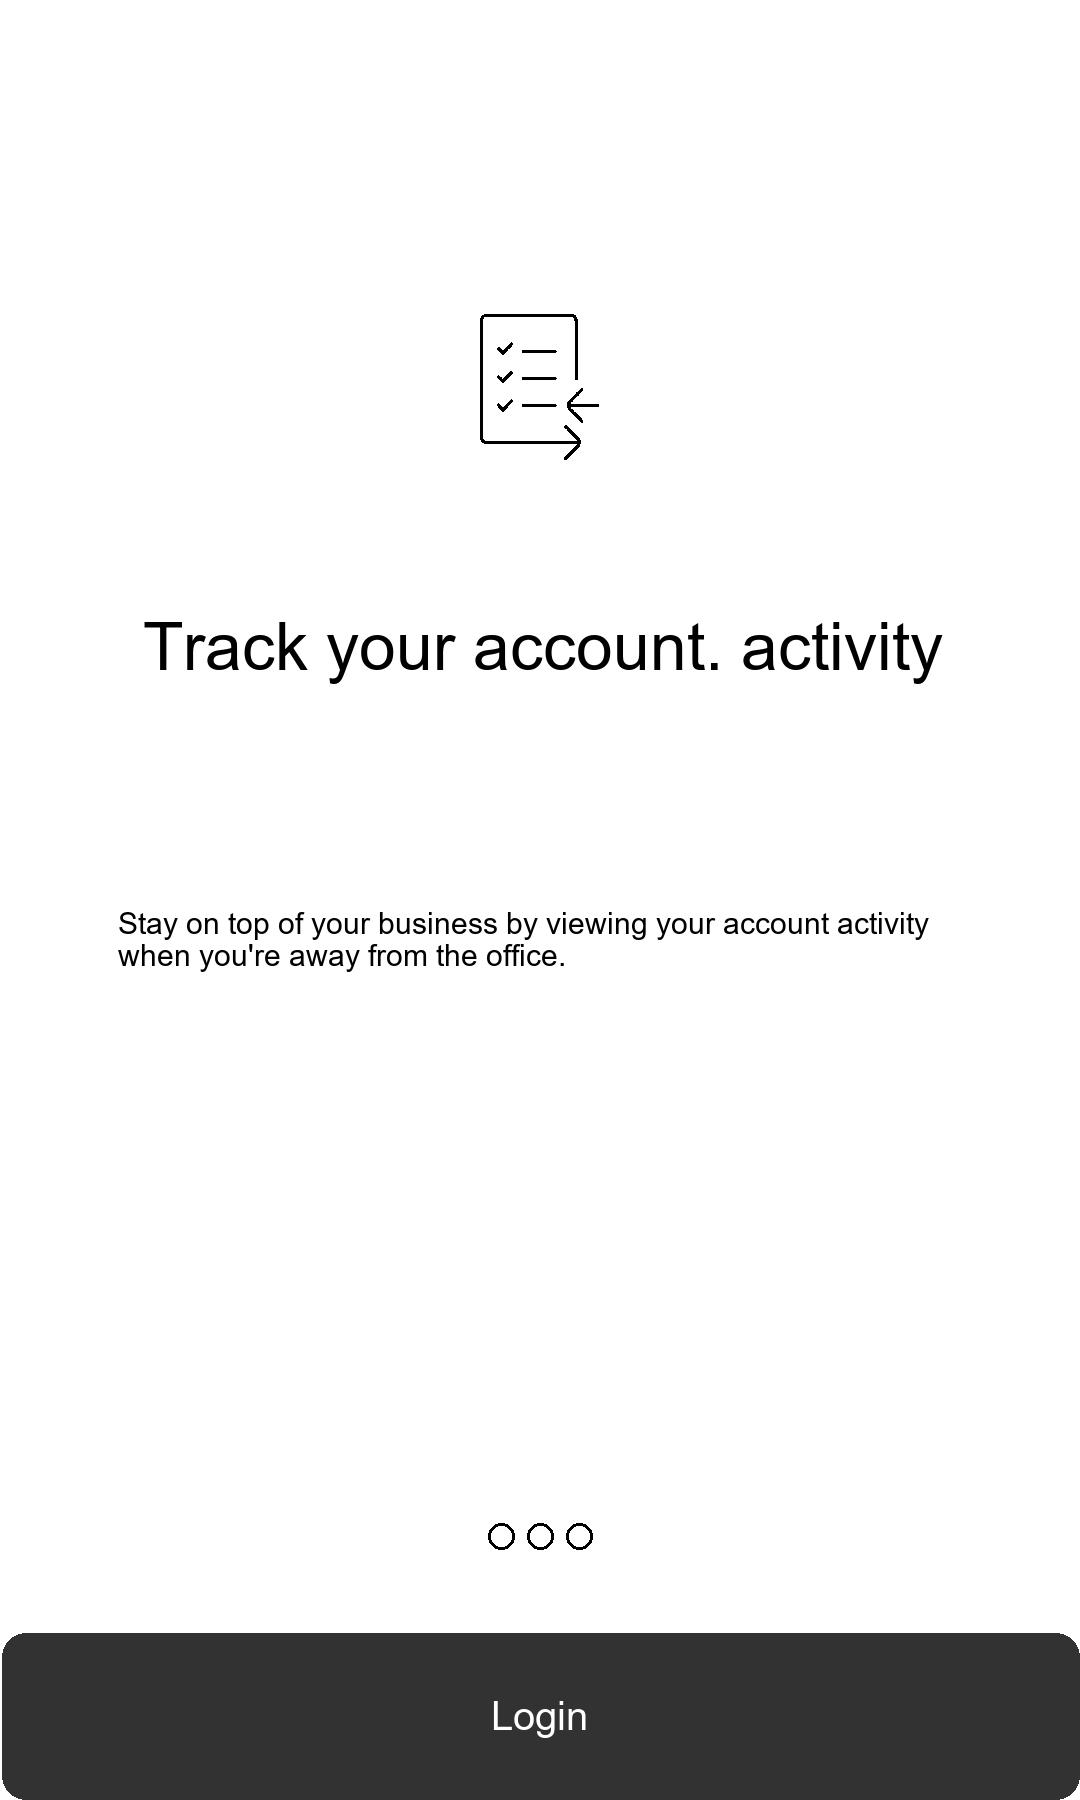 Track your account. activity
Stay on top of your business by viewing your account activity
when you're away from the office.
Login